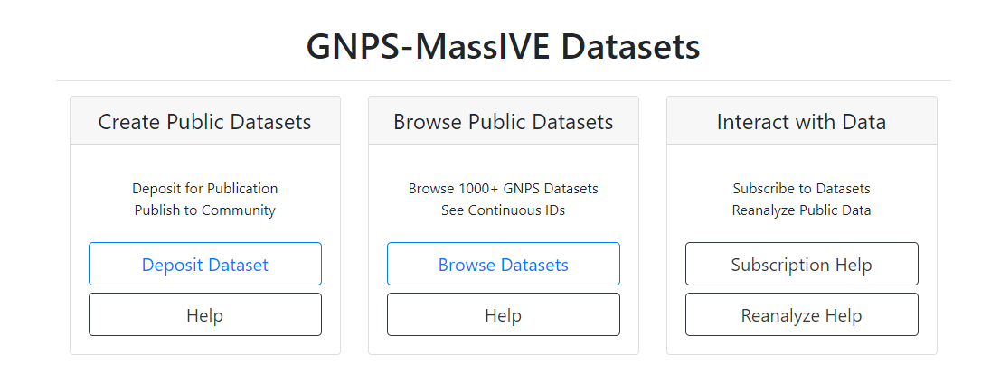 GNPS-MassIVE Datasets
Create Public Datasets
Deposit for Publication
Publish to Community
Deposit Dataset
Help
Browse Public Datasets
Browse 1000+ GNPS Datasets
See Continuous IDs
Browse Datasets
Help
Interact with Data
Subscribe to Datasets
Reanalyze Public Data
Subscription Help
Reanalyze Help